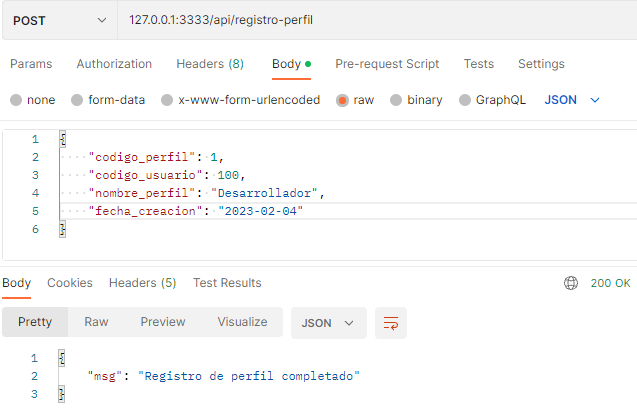 POST 127.0.0.1:3333/api/registro-perfil
Params Authorization Headers (8) Body Pre-request Script Tests Settings
none form-data x-www-form-urlencoded raw binary GraphQL JSON
1 {
2 "codigo_perfil": 1,
3 "codigo_usuario": 100,
4 "nombre_perfil": "Desarrollador",
5 "fecha_creacion": "2023-02-04"
6 }
Body Cookies Headers (5) Test Results 200 OK
Pretty Raw Preview Visualize JSON
1 {
2 "msg": "Registro de perfil completado"
3 }